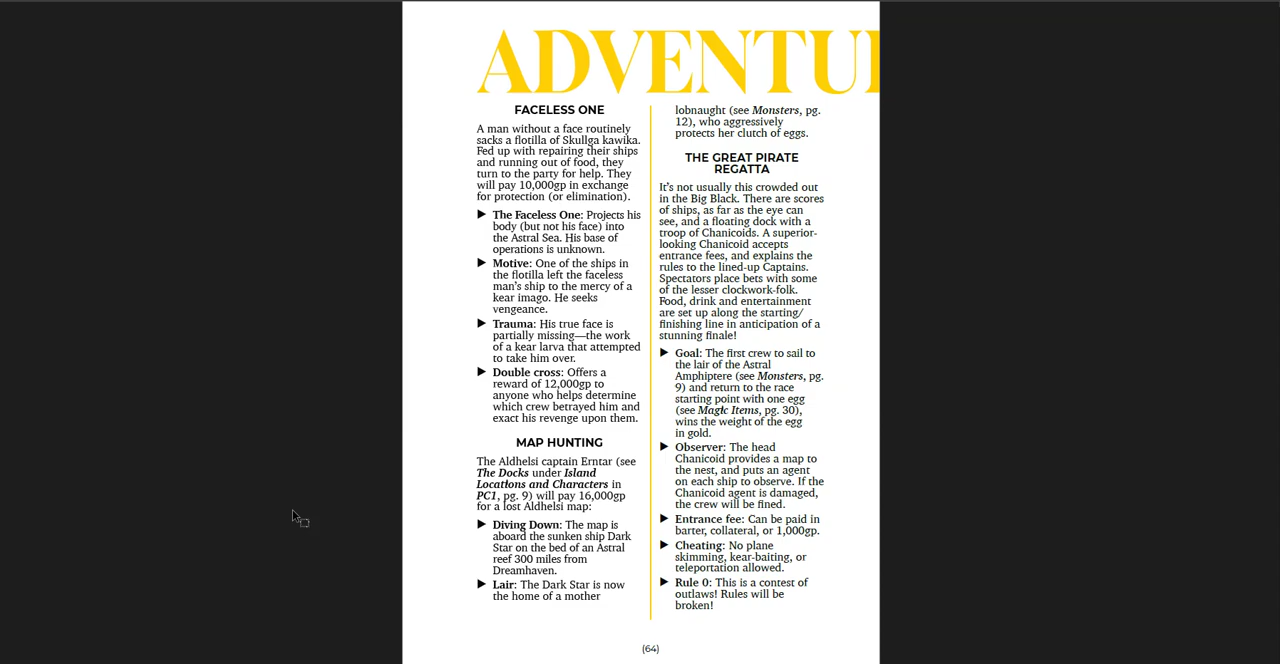 ADVENTU
FACELESS ONE
A man without a face routinely
sacks a flotilla of Skullga kawika.
Fed up with repairing their ships
and running out of food, they
turn to the party for help. They
will pay 10,000gp in exchange
for protection (or elimination).
▶ The Faceless One: Projects his
body (but not his face) into
the Astral Sea. His base of
operations is unknown.
▶ Motive: One of the ships in
the flotilla left the faceless
man's ship to the mercy of a
kear imago. He seeks
vengeance.
▶ Trauma: His true face is
partially missing—the work
of a kear larva that attempted
to take him over.
▶ Double cross: Offers a
reward of 12,000gp to
anyone who helps determine
which crew betrayed him and
exact his revenge upon them.
MAP HUNTING
The Aldhelsi captain Erntar (see
The Docks under Island
Locations and Characters in
PC1, pg. 9) will pay 16,000gp
for a lost Aldhelsi map:
▶ Diving Down: The map is
aboard the sunken ship Dark
Star on the bed of an Astral
reef 300 miles from
Dreamhaven.
▶ Lair: The Dark Star is now
the home of a mother
lobnaught (see Monsters, pg.
12), who aggressively
protects her clutch of eggs.
THE GREAT PIRATE
REGATTA
It's not usually this crowded out
in the Big Black. There are scores
of ships, as far as the eye can
see, and a floating dock with a
troop of Chanicoids. A superior-
looking Chanicoid accepts
entrance fees, and explains the
rules to the lined-up Captains.
Spectators place bets with some
of the lesser clockwork-folk.
Food, drink and entertainment
are set up along the starting/
finishing line in anticipation of a
stunning finale!
▶ Goal: The first crew to sail to
the lair of the Astral
Amphiptere (see Monsters, pg.
9) and return to the race
starting point with one egg
(see Magic Items, pg. 30),
wins the weight of the egg
in gold.
▶ Observer: The head
Chanicoid provides a map to
the nest, and puts an agent
on each ship to observe. If the
Chanicoid agent is damaged,
the crew will be fined.
▶ Entrance fee: Can be paid in
barter, collateral, or 1,000gp.
▶ Cheating: No plane
skimming, kear-baiting, or
teleportation allowed.
▶ Rule 0: This is a contest of
outlaws! Rules will be
broken!
(64)